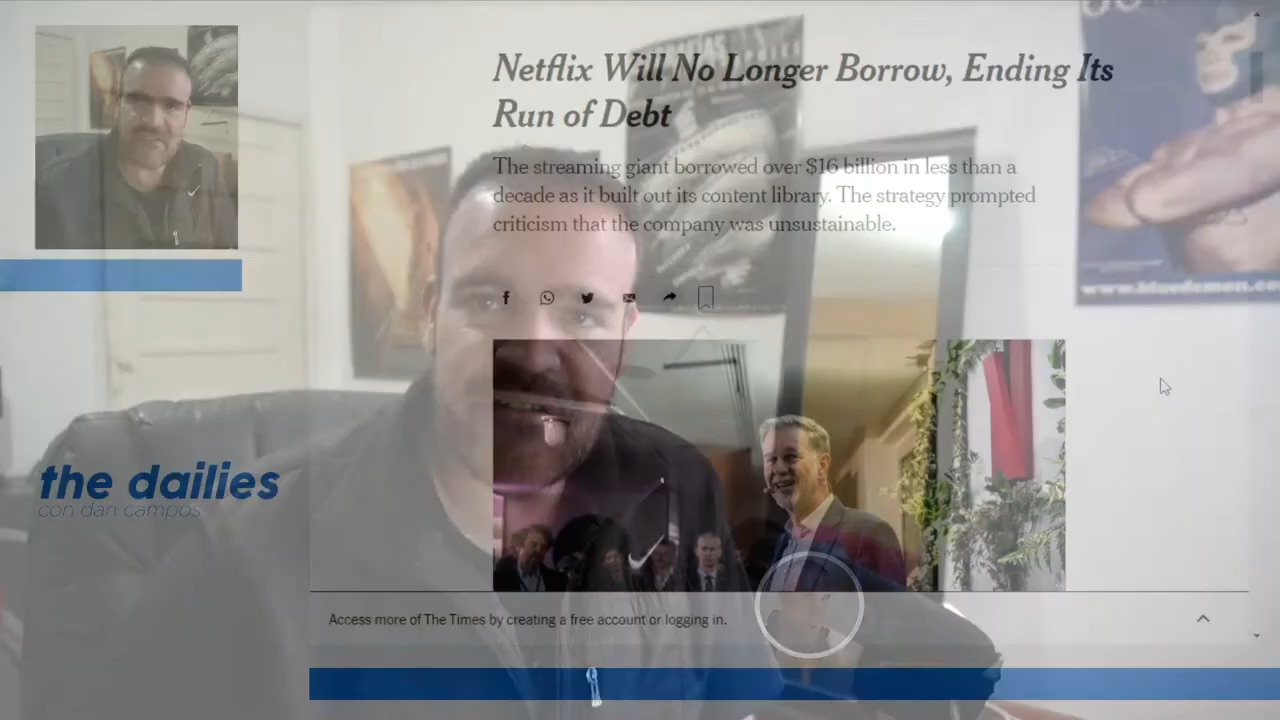 Netflix Will No Longer Borrow, Ending Its
Run of Debt
The streaming giant borrowed over $16 billion in less than a
decade as it built out its content library. The strategy prompted
criticism that the company was unsustainable.
the dailies
con dan campos
Access more of The Times by creating a free account or logging in.